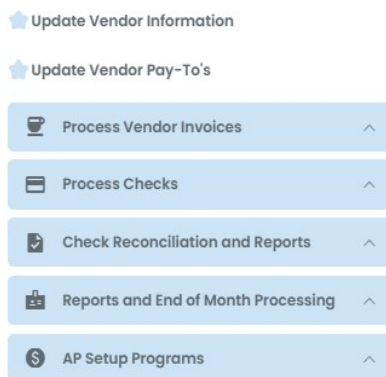 Update Vendor Information
Update Vendor Pay-To's
Process Vendor Invoices
Process Checks
Check Reconciliation and Reports
Reports and End of Month Processing
AP Setup Programs